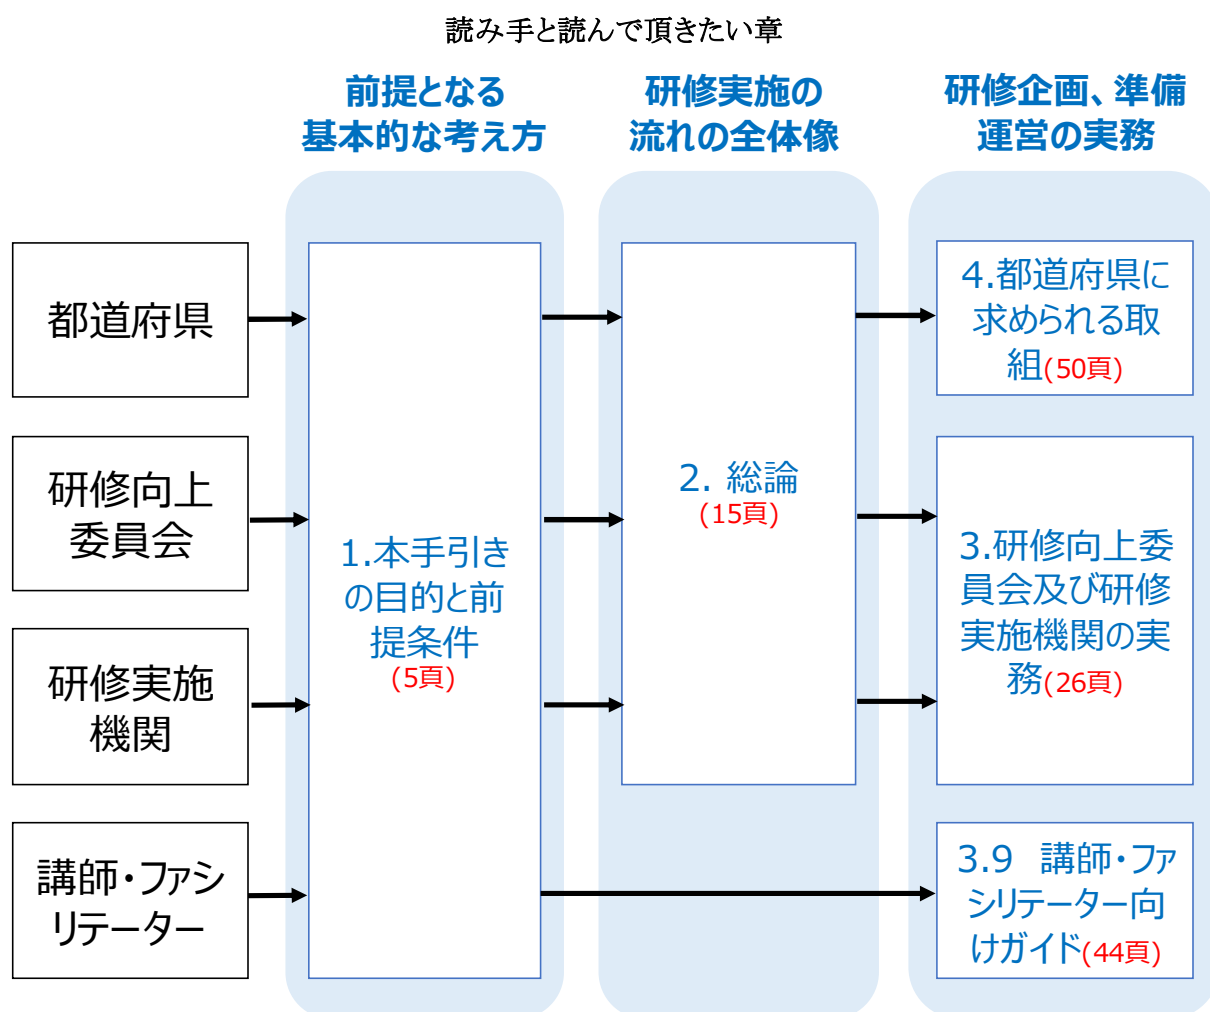 読み手と読んで頂きたい章
前提となる
基本的な考え方
研修実施の
流れの全体像
研修企画、準備
運営の実務
都道府県
研修向上
委員会
研修実施
機関
講師・ファシ
リテーター
1.本手引き
の目的と前
提条件
(5頁)
2. 総論
(15頁)
4.都道府県に
求められる取
組(50頁)
3.研修向上委
員会及び研修
実施機関の実
務(26頁)
3.9　講師・ファ
シリテーター向
けガイド(44頁)